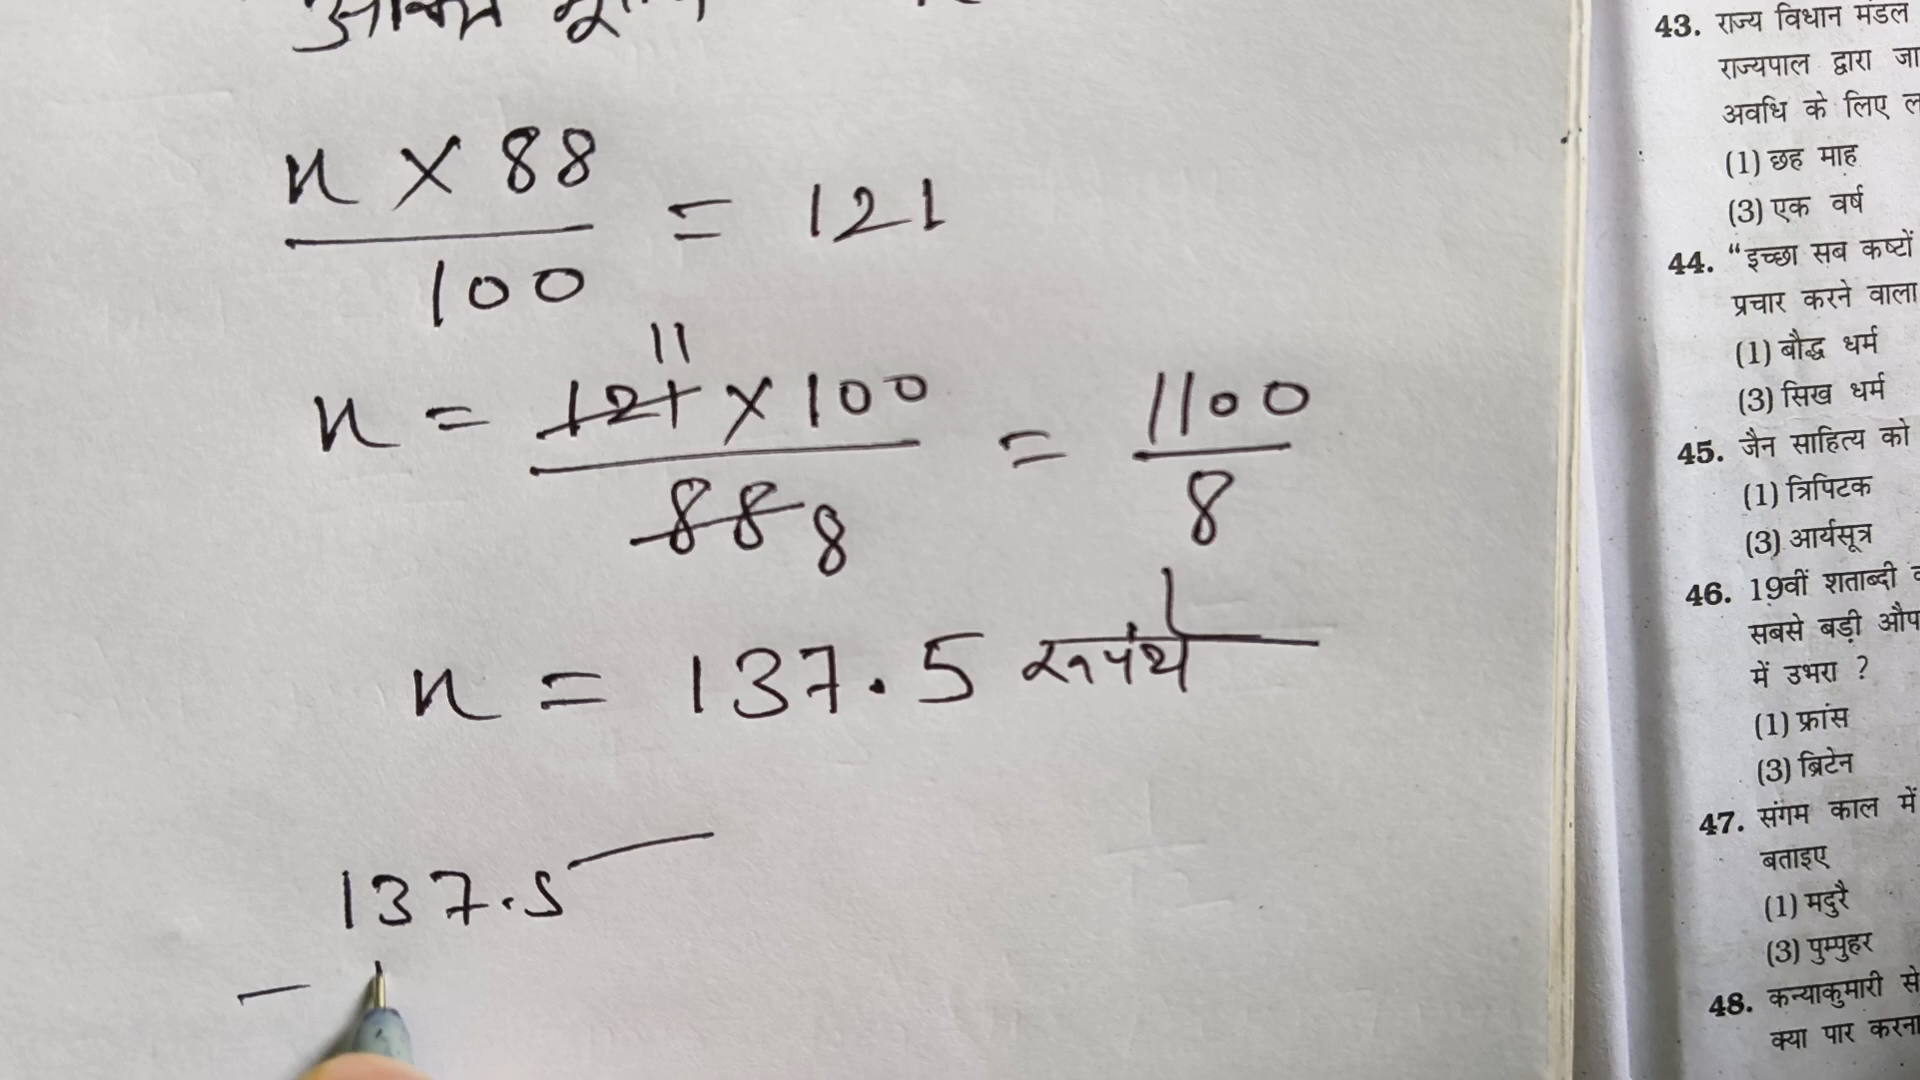 n × 88
100
= 121
11
n = 121 × 100
88 8
= 1100
8
n = 137.5 रूपये
137.5
–
43. राज्य विधान मंडल
राज्यपाल द्वारा
अवधि के लिए
(1) छह माह
(3) एक वर्ष
44. “इच्छा सब कष्टों
प्रचार करने वाला
(1) बौद्ध धर्म
(3) सिख धर्म
45. जैन साहित्य को
(1) त्रिपिटक
(3) आर्यसूत्र
46. 19वीं शताब्दी
सबसे बड़ी
में उभरा ?
(1) फ्रांस
(3) ब्रिटेन
47. संगम काल में
बताइए
(1) मदुरै
(3) पुम्पुहर
48. कन्याकुमारी से
क्या पार करना